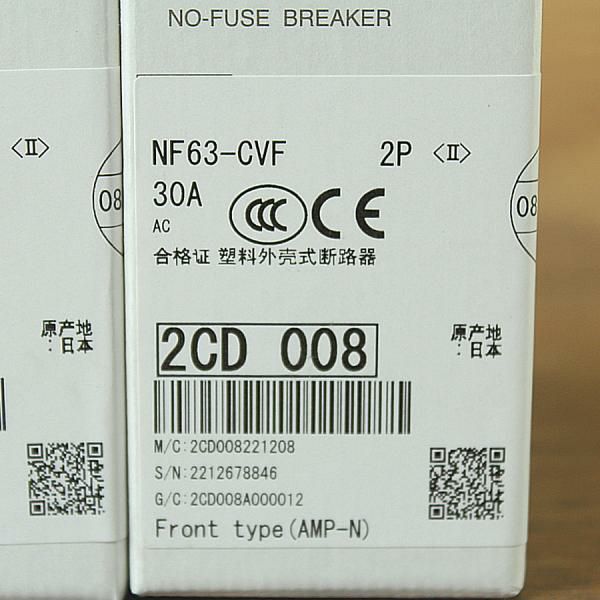 NO-FUSE BREAKER
〈Ⅱ〉
08
原产地
:日本
NF63-CVF 2P 〈Ⅱ〉
30A
AC
CCC CE
08
合格证 塑料外壳式断路器
2CD 008
原产地
:日本
M/C:2CD008221208
S/N:2212678846
G/C:2CD008A000012
Front type(AMP-N)